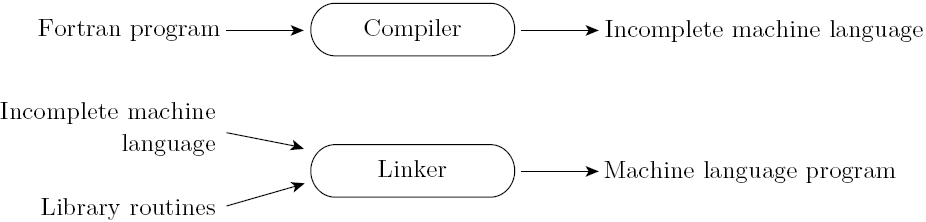 Fortran program
Compiler
Incomplete machine language
Incomplete machine
language
Library routines
Linker
Machine language program